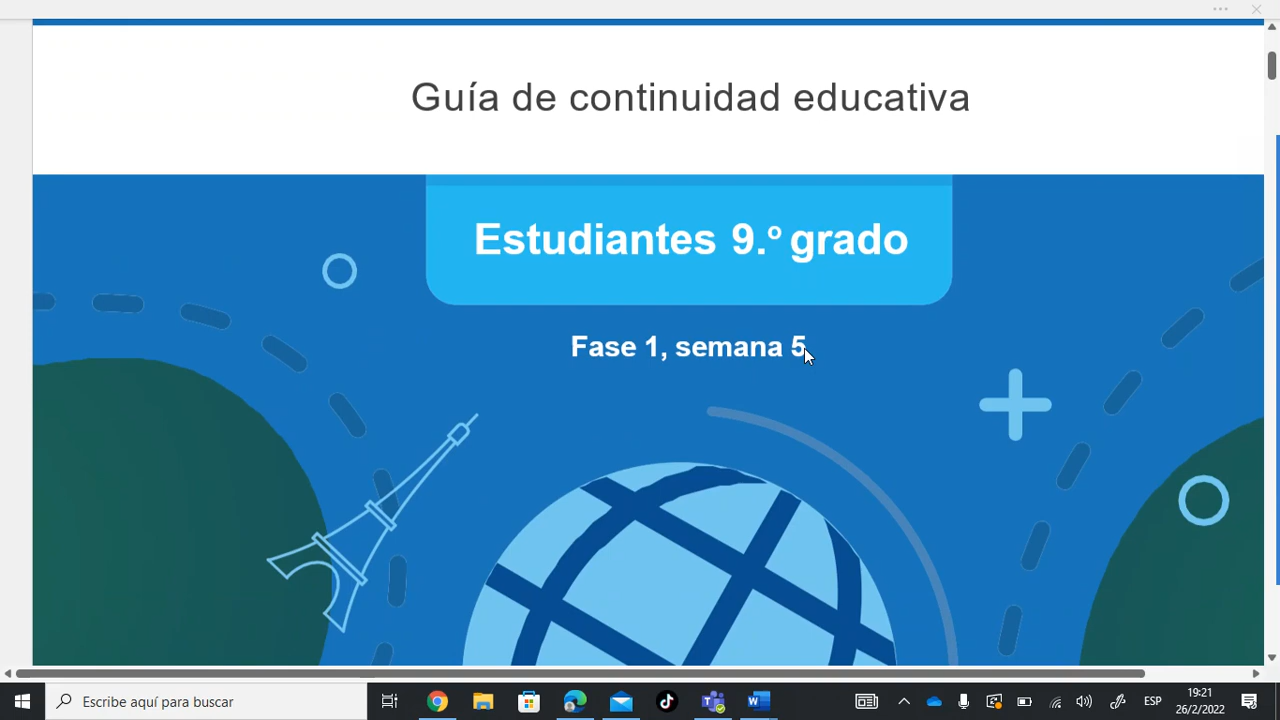 Guía de continuidad educativa
Estudiantes 9.º grado
Fase 1, semana 5
Escribe aquí para buscar
ESP
19:21
26/2/2022